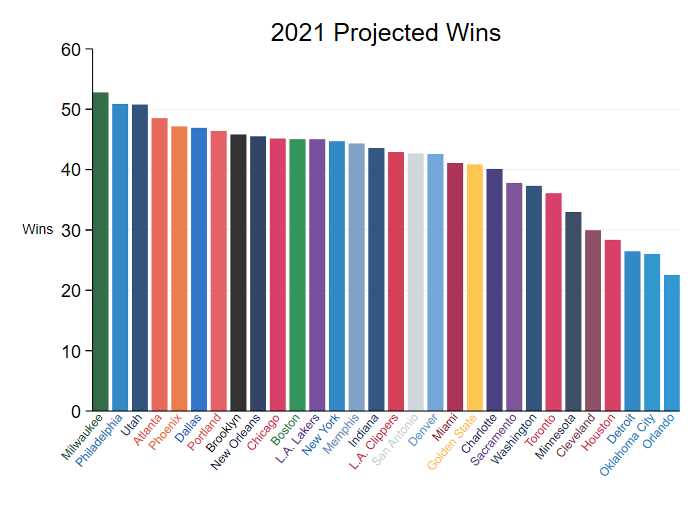 2021 Projected Wins
60
50
40
30
20
10
0
Wins
Milwaukee
Philadelphia
Utah
Atlanta
Phoenix
Dallas
Portland
Brooklyn
New Orleans
Chicago
Boston
L.A. Lakers
New York
Memphis
Indiana
L.A. Clippers
San Antonio
Denver
Miami
Golden State
Charlotte
Sacramento
Washington
Toronto
Minnesota
Cleveland
Houston
Detroit
Oklahoma City
Orlando